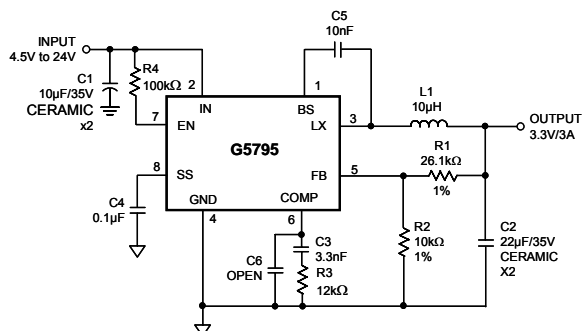 C5
10nF
INPUT
4.5V to 24V
C1
10µF/35V
CERAMIC
x2
R4
100kΩ
2
IN
1
BS
7
EN
3
LX
L1
10µH
OUTPUT
3.3V/3A
G5795
8
SS
5
FB
R1
26.1kΩ
1%
GND
4
COMP
6
C4
0.1µF
C6
OPEN
C3
3.3nF
R3
12kΩ
R2
10kΩ
1%
C2
22µF/35V
CERAMIC
X2